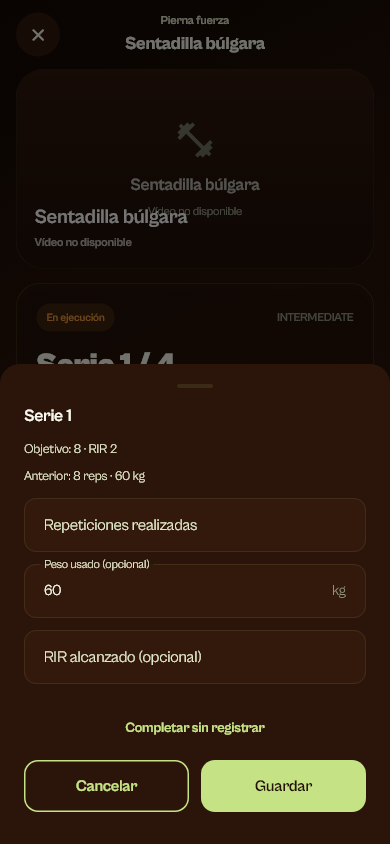 Pierna fuerza
Sentadilla búlgara
Sentadilla búlgara
Vídeo no disponible
Sentadilla búlgara
Vídeo no disponible
En ejecución
INTERMEDIATE
Serie 1 / 4
Serie 1
Objetivo: 8 · RIR 2
Anterior: 8 reps · 60 kg
Repeticiones realizadas
Peso usado (opcional)
60 kg
RIR alcanzado (opcional)
Completar sin registrar
Cancelar
Guardar